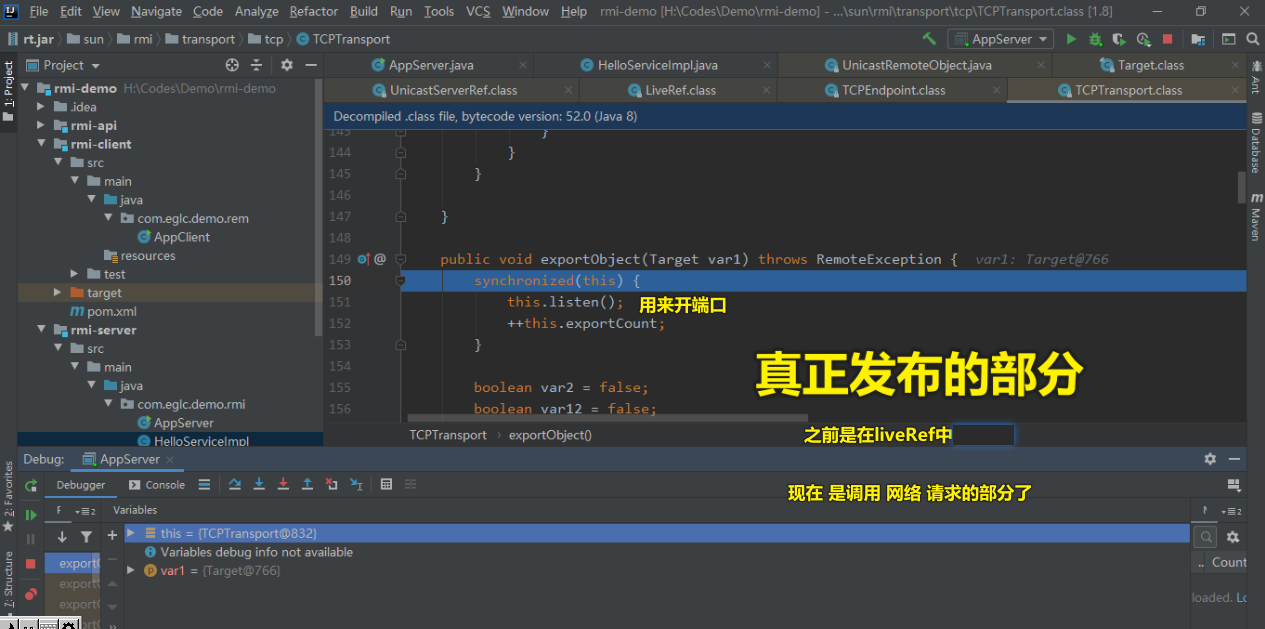 File Edit View Navigate Code Analyze Refactor Build Run Tools VCS Window Help rmi-demo [H:\Codes\Demo\rmi-demo] - ...\sun\rmi\transport\tcp\TCPTransport.class [1.8]
rt.jar sun rmi transport tcp TCPTransport AppServer
1: Project
Project
AppServer.java HelloServiceImpl.java UnicastRemoteObject.java Target.class
UnicastServerRef.class LiveRef.class TCPEndpoint.class TCPTransport.class
Decompiled .class file, bytecode version: 52.0 (Java 8)
rmi-demo H:\Codes\Demo\rmi-demo
.idea
rmi-api
rmi-client
src
main
java
com.eglc.demo.rem
AppClient
resources
test
target
pom.xml
rmi-server
src
main
java
com.eglc.demo.rmi
AppServer
HelloServiceImpl
143 }
144 }
145 }
146
147 }
148
149 @ public void exportObject(Target var1) throws RemoteException { var1: Target@766
150 synchronized(this) {
151 this.listen(); 用来开端口
152 ++this.exportCount;
153 }
154
155 boolean var2 = false;
156 boolean var12 = false;
真正发布的部分
之前是在liveRef中
现在 是调用 网络 请求的部分了
TCPTransport exportObject()
Ant
Database
Maven
Debug: AppServer
Debugger Console
F Variables
this = {TCPTransport@832}
Variables debug info not available
var1 = {Target@766}
export
export
export
.. Count
loaded. Lo
2: Favorites
7: Structure